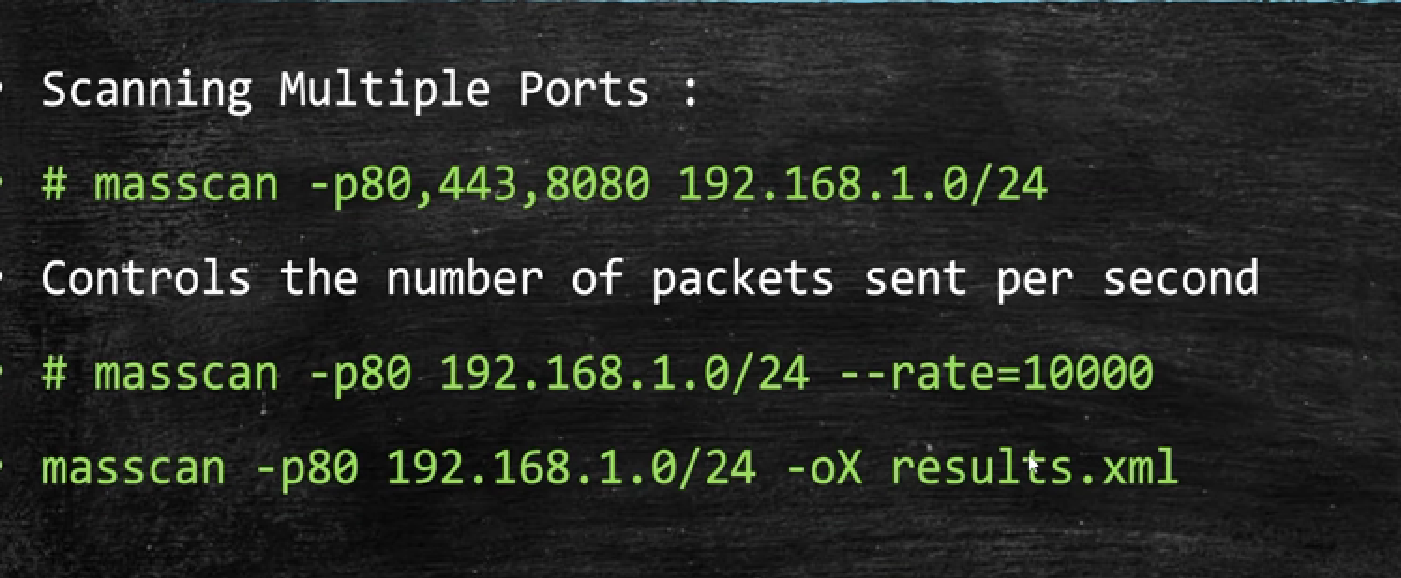 • Scanning Multiple Ports :
• # masscan -p80,443,8080 192.168.1.0/24
• Controls the number of packets sent per second
• # masscan -p80 192.168.1.0/24 --rate=10000
• masscan -p80 192.168.1.0/24 -oX results.xml